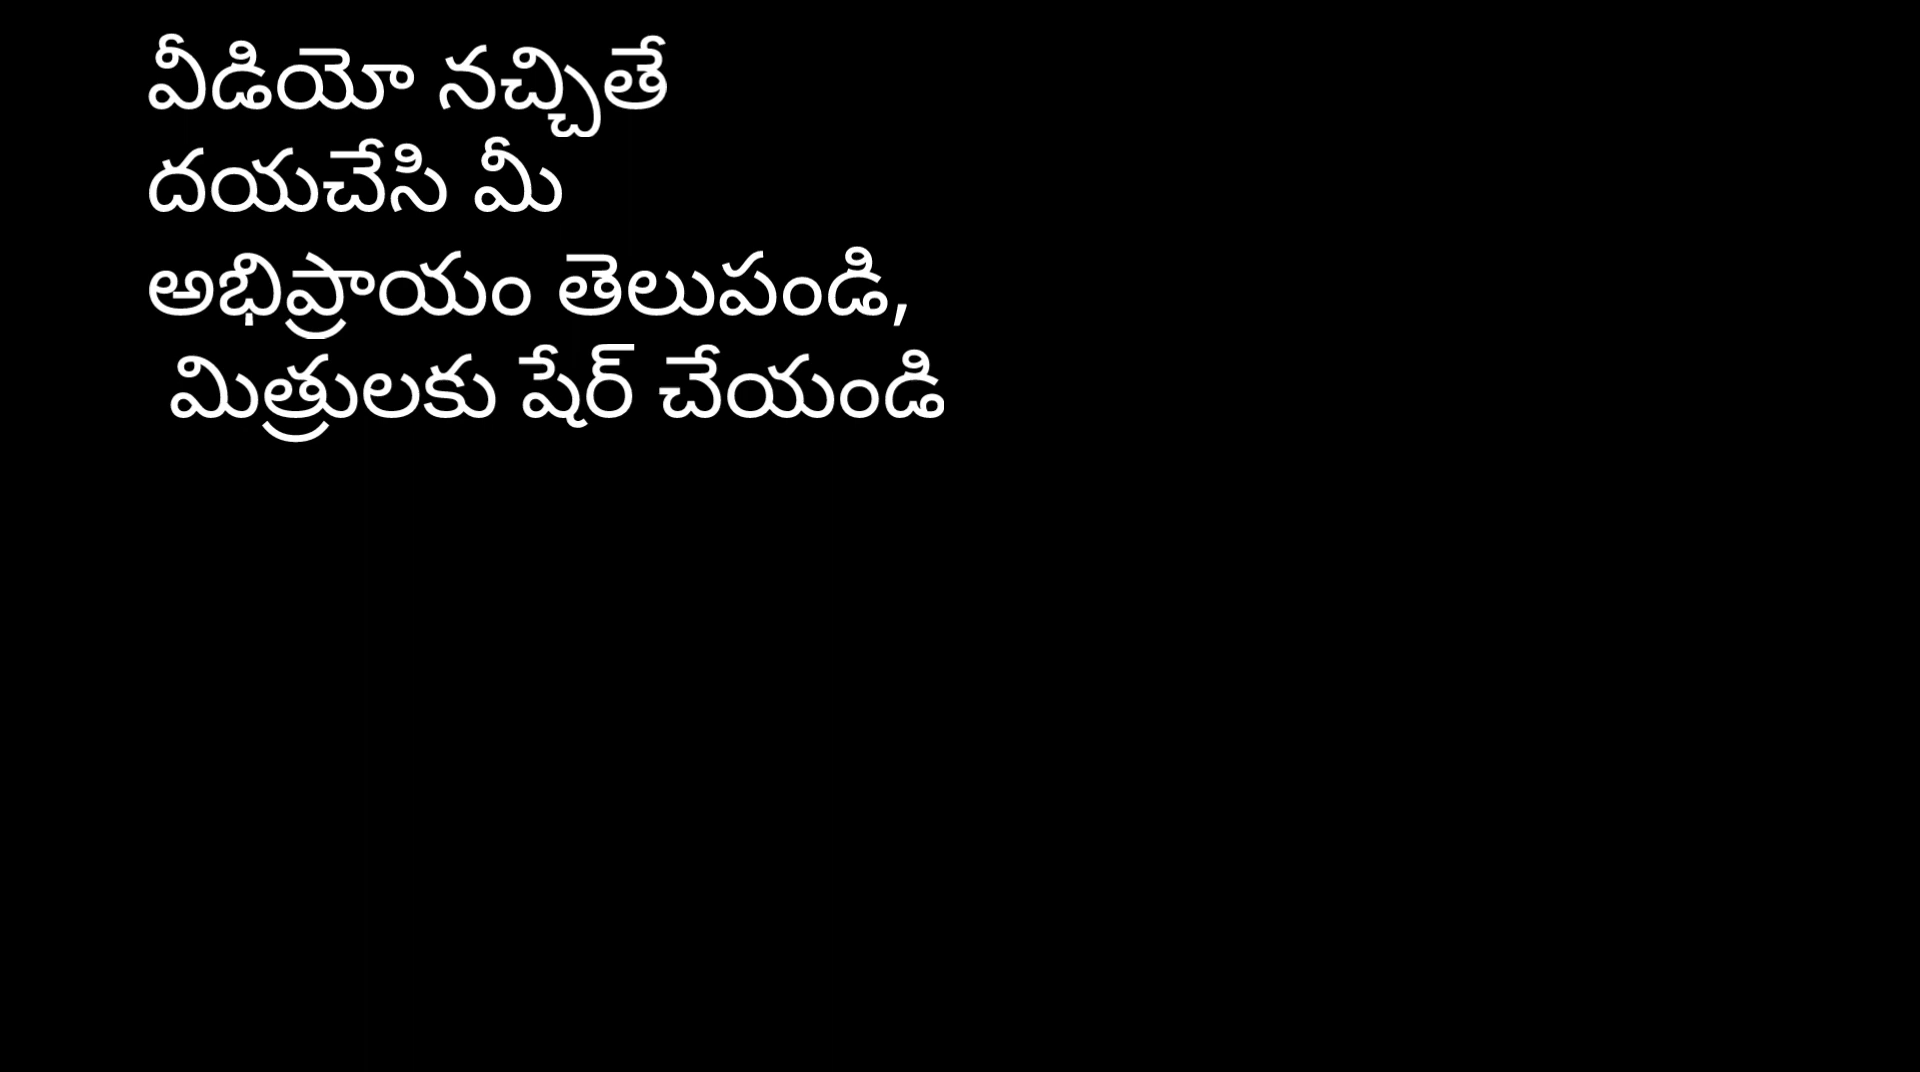 వీడియో నచ్చితే
దయచేసి మీ
అభిప్రాయం తెలుపండి,
మిత్రులకు షేర్ చేయండి